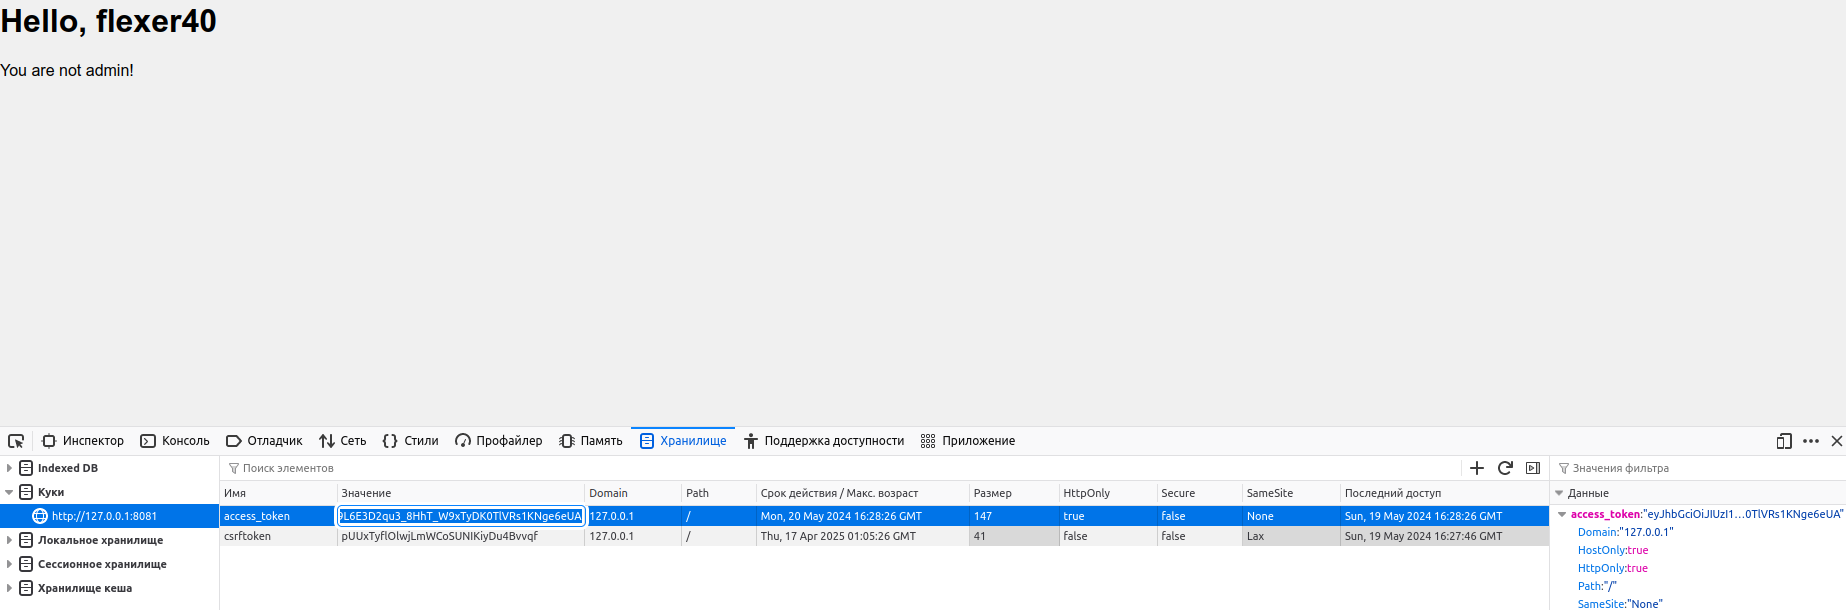 Hello, flexer40
You are not admin!
Инспектор Консоль Отладчик Сеть Стили Профайлер Память Хранилище Поддержка доступности Приложение
Indexed DB
Куки
http://127.0.0.1:8081
Локальное хранилище
Сессионное хранилище
Хранилище кеша
Поиск элементов
Имя Значение Domain Path Срок действия / Макс. возраст Размер HttpOnly Secure SameSite Последний доступ
access_token 9L6E3D2qu3_8HhT_W9xTyDK0TlVRs1KNge6eUA 127.0.0.1 / Mon, 20 May 2024 16:28:26 GMT 147 true false None Sun, 19 May 2024 16:28:26 GMT
csrftoken pUUxTyflOlwjLmWCoSUNIKiyDu4Bvvqf 127.0.0.1 / Thu, 17 Apr 2025 01:05:26 GMT 41 false false Lax Sun, 19 May 2024 16:27:46 GMT
Значения фильтра
Данные
access_token:"eyJhbGciOiJIUzI1...0TlVRs1KNge6eUA"
Domain:"127.0.0.1"
HostOnly:true
HttpOnly:true
Path:"/"
SameSite:"None"